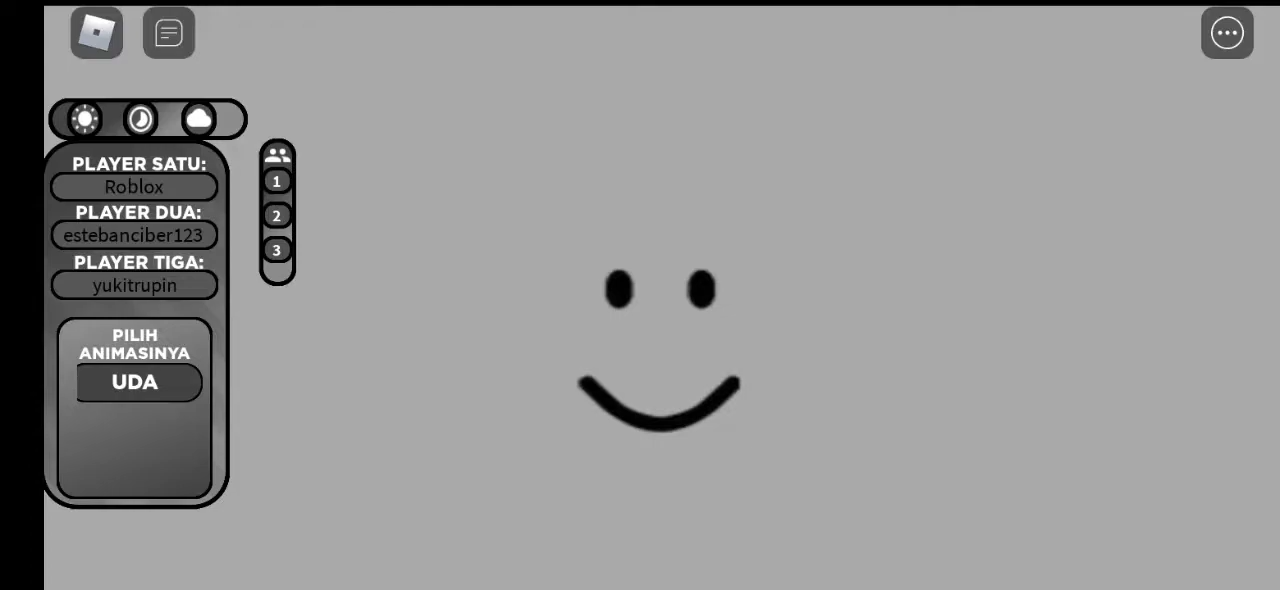 PLAYER SATU:
Roblox
PLAYER DUA:
estebanciber123
PLAYER TIGA:
yukitrupin
PILIH
ANIMASINYA
UDA
1
2
3